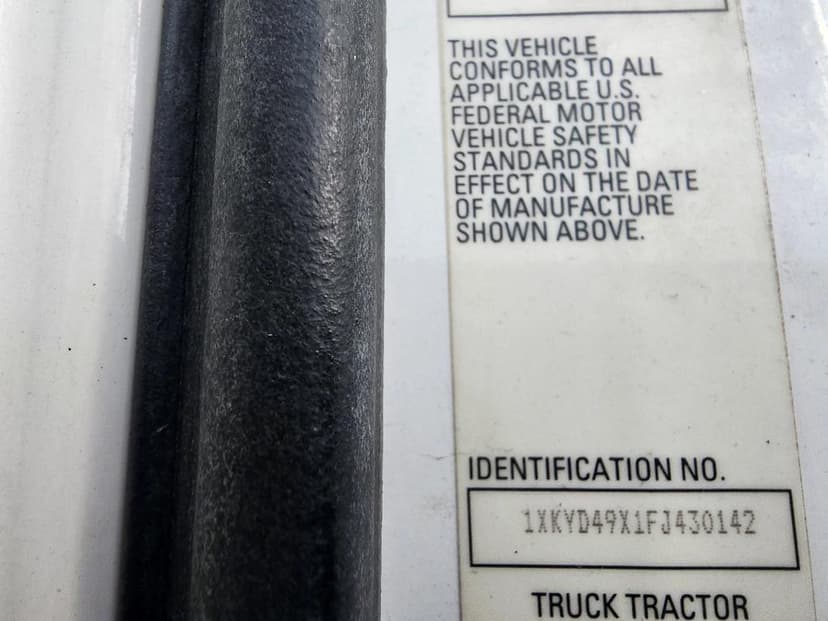 THIS VEHICLE
CONFORMS TO ALL
APPLICABLE U.S.
FEDERAL MOTOR
VEHICLE SAFETY
STANDARDS IN
EFFECT ON THE DATE
OF MANUFACTURE
SHOWN ABOVE.
IDENTIFICATION NO.
1XKYD49X1FJ430142
TRUCK TRACTOR